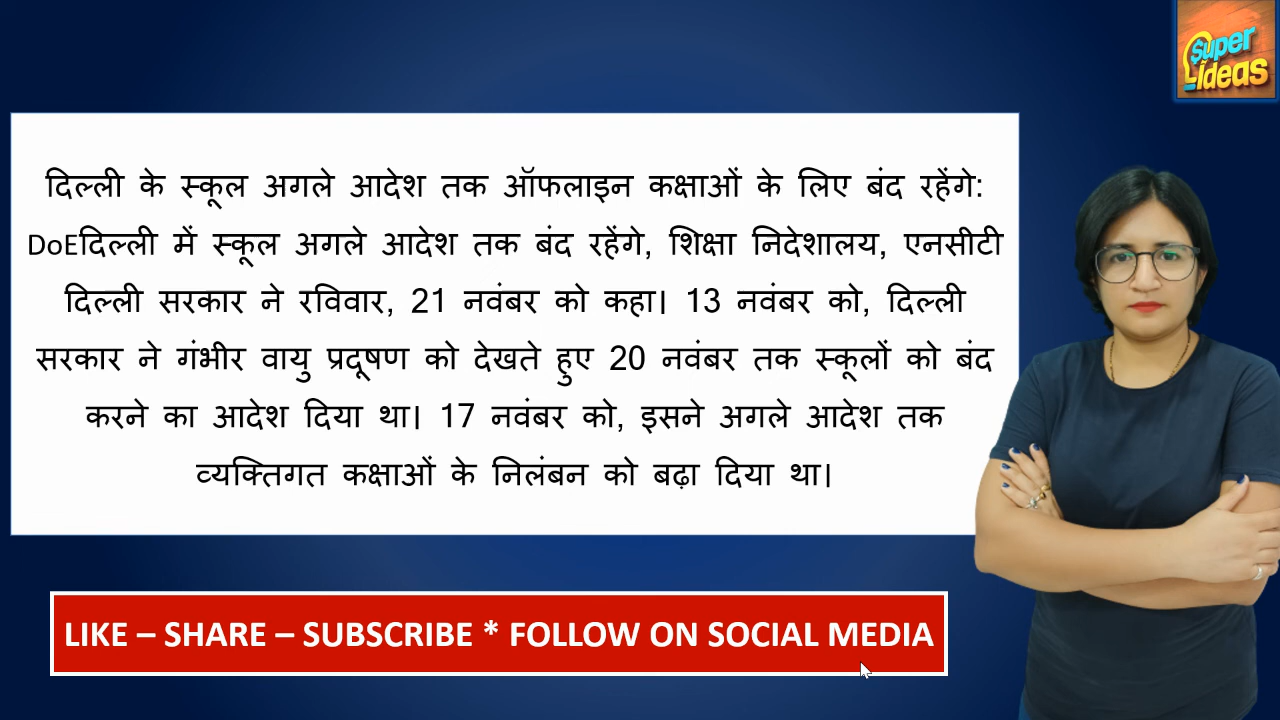 Super
Ideas
दिल्ली के स्कूल अगले आदेश तक ऑफलाइन कक्षाओं के लिए बंद रहेंगे:
DoEदिल्ली में स्कूल अगले आदेश तक बंद रहेंगे, शिक्षा निदेशालय, एनसीटी
दिल्ली सरकार ने रविवार, 21 नवंबर को कहा। 13 नवंबर को, दिल्ली
सरकार ने गंभीर वायु प्रदूषण को देखते हुए 20 नवंबर तक स्कूलों को बंद
करने का आदेश दिया था। 17 नवंबर को, इसने अगले आदेश तक
व्यक्तिगत कक्षाओं के निलंबन को बढ़ा दिया था।
LIKE – SHARE – SUBSCRIBE * FOLLOW ON SOCIAL MEDIA